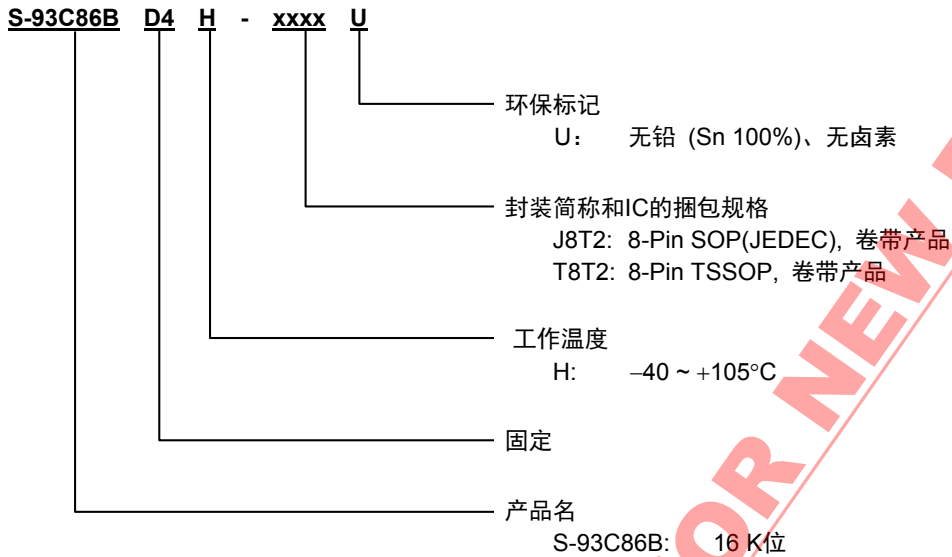 S-93C86B D4 H - xxxx U
环保标记
U： 无铅 (Sn 100%)、无卤素
封装简称和IC的捆包规格
J8T2: 8-Pin SOP(JEDEC), 卷带产品
T8T2: 8-Pin TSSOP, 卷带产品
工作温度
H: −40 ~ +105°C
固定
产品名
S-93C86B: 16 K位
OR NEW